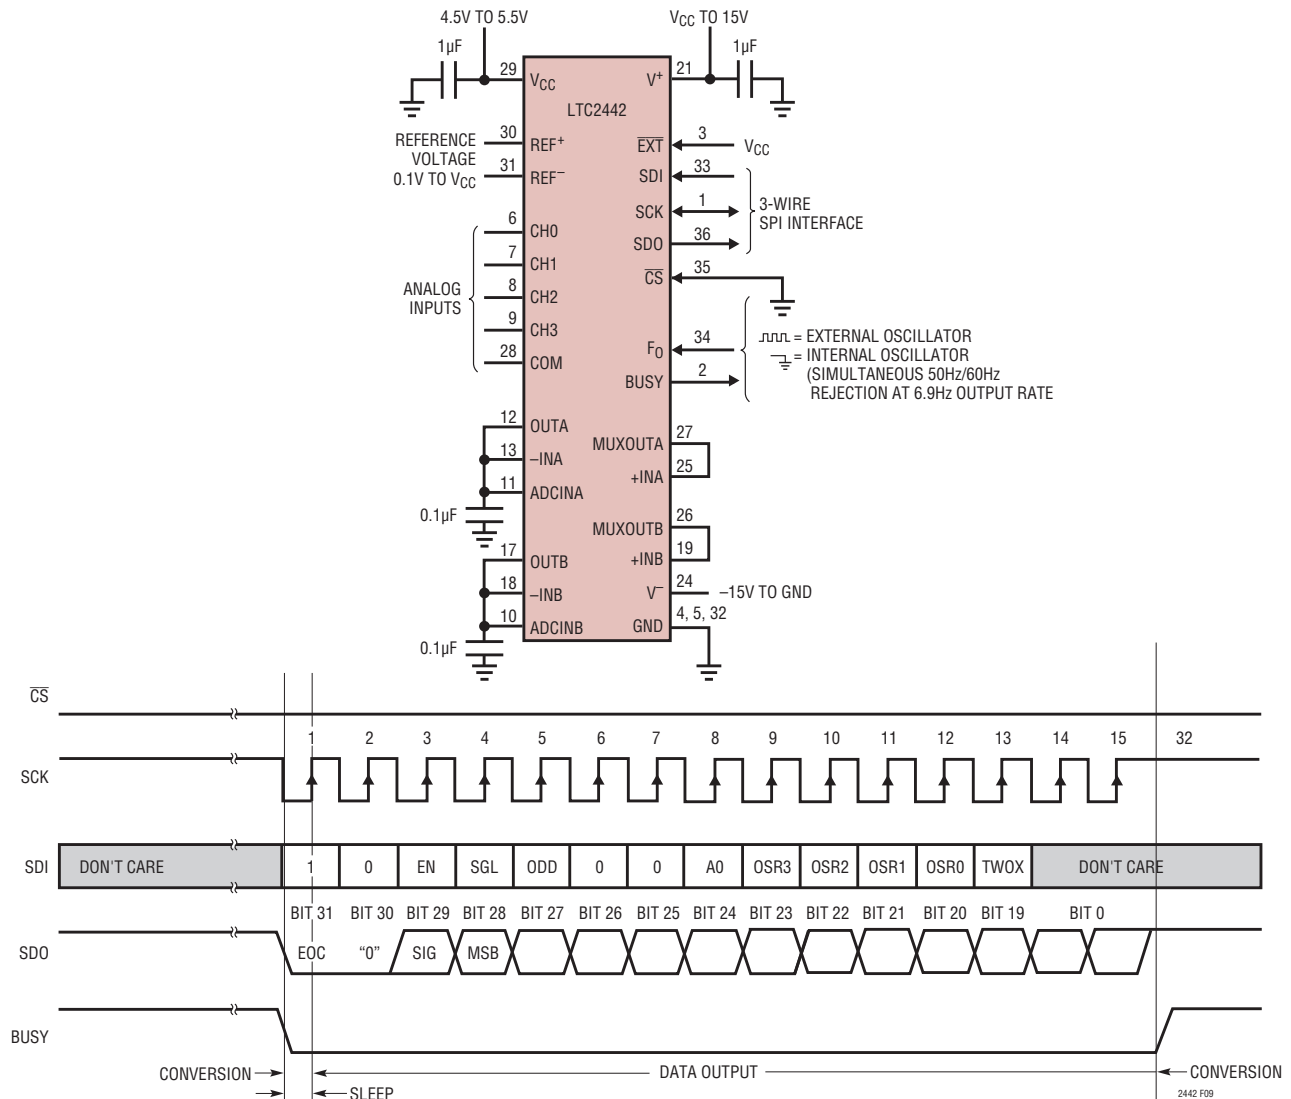 4.5V TO 5.5V
VCC TO 15V
1µF
1µF
29
VCC
V+
21
LTC2442
REFERENCE
VOLTAGE
0.1V TO VCC
30
REF+
31
REF–
EXT
3
VCC
SDI
33
SCK
1
SDO
36
3-WIRE
SPI INTERFACE
CS
35
ANALOG
INPUTS
6
CH0
7
CH1
8
CH2
9
CH3
28
COM
FO
34
BUSY
2
= EXTERNAL OSCILLATOR
= INTERNAL OSCILLATOR
(SIMULTANEOUS 50Hz/60Hz
REJECTION AT 6.9Hz OUTPUT RATE
12
OUTA
13
–INA
11
ADCINA
0.1µF
MUXOUTA
27
+INA
25
MUXOUTB
26
+INB
19
17
OUTB
18
–INB
10
ADCINB
0.1µF
V–
24
–15V TO GND
GND
4, 5, 32
CS
1 2 3 4 5 6 7 8 9 10 11 12 13 14 15 32
SCK
SDI DON'T CARE 1 0 EN SGL ODD 0 0 A0 OSR3 OSR2 OSR1 OSR0 TWOX DON'T CARE
BIT 31 BIT 30 BIT 29 BIT 28 BIT 27 BIT 26 BIT 25 BIT 24 BIT 23 BIT 22 BIT 21 BIT 20 BIT 19 BIT 0
SDO EOC “0” SIG MSB
BUSY
CONVERSION DATA OUTPUT CONVERSION
SLEEP
2442 F09